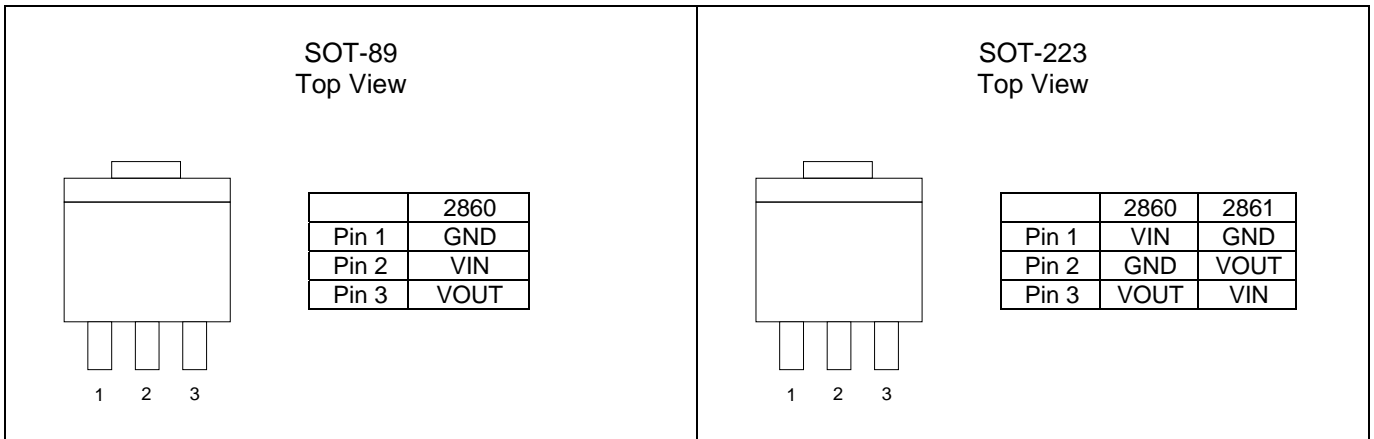 SOT-89
Top View
2860
Pin 1 GND
Pin 2 VIN
Pin 3 VOUT
1 2 3
SOT-223
Top View
2860 2861
Pin 1 VIN GND
Pin 2 GND VOUT
Pin 3 VOUT VIN
1 2 3